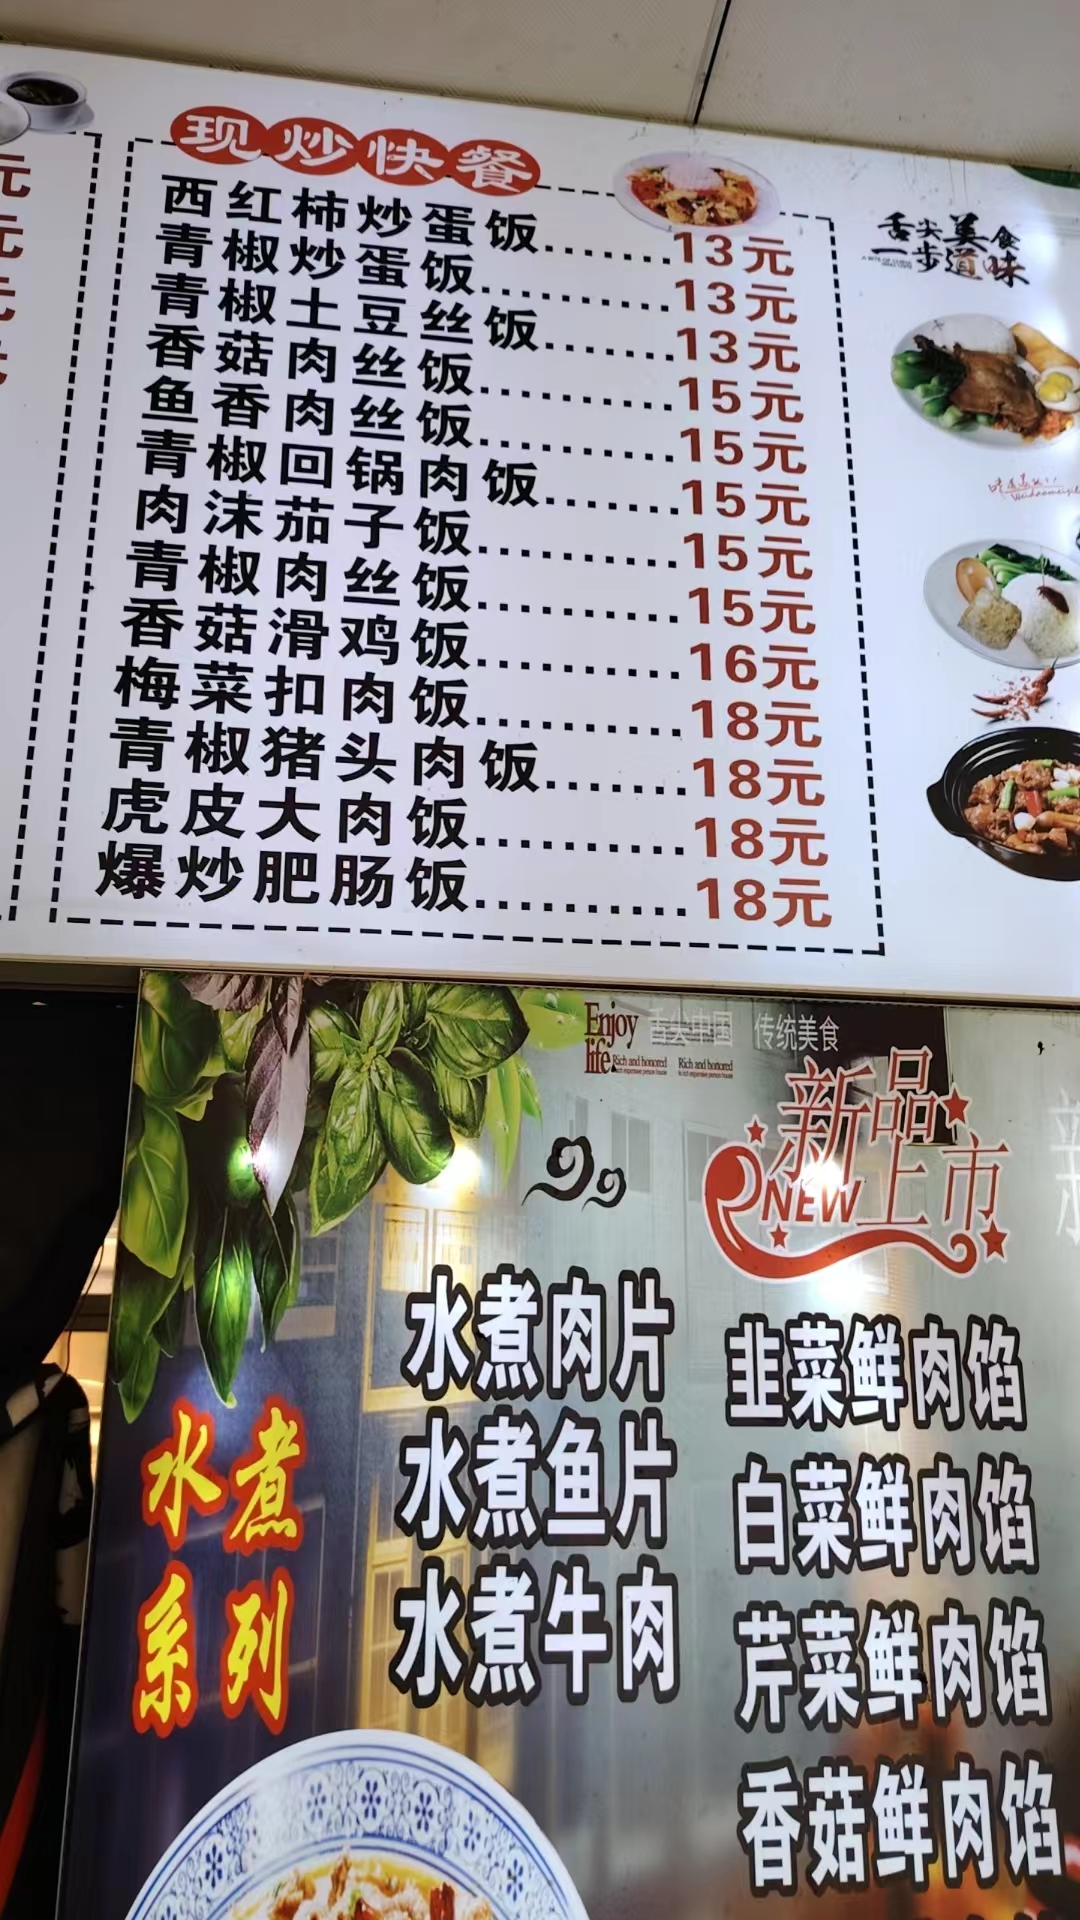 现炒快餐
西红柿炒蛋饭.......13元
青椒炒蛋饭..........13元
青椒土豆丝饭.......13元
香菇肉丝饭..........15元
鱼香肉丝饭..........15元
青椒回锅肉饭.......15元
肉沫茄子饭..........15元
青椒肉丝饭..........15元
香菇滑鸡饭..........16元
梅菜扣肉饭..........18元
青椒猪头肉饭.......18元
虎皮大肉饭..........18元
爆炒肥肠饭..........18元
元
元
元
舌尖美食
一步道味
Enjoy
life
舌尖中国 传统美食
Rich and honored
Rich and honored
新品上市
NEW
水煮
系列
水煮肉片
水煮鱼片
水煮牛肉
韭菜鲜肉馅
白菜鲜肉馅
芹菜鲜肉馅
香菇鲜肉馅